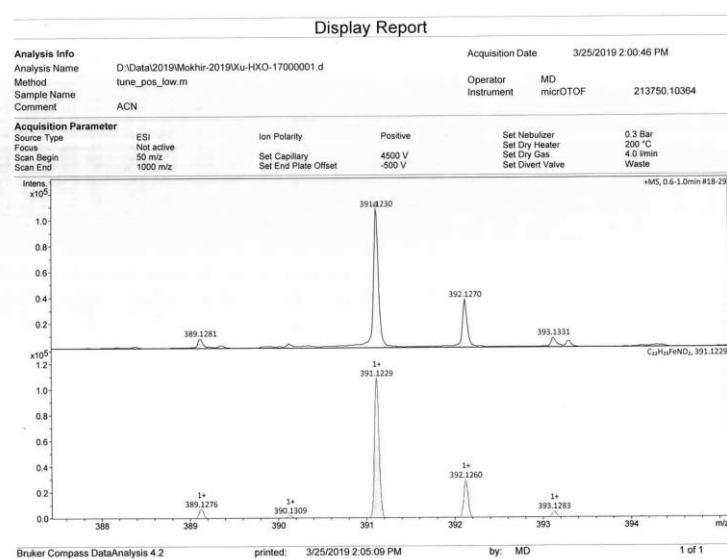 Display Report
Analysis Info
Acquisition Date 3/25/2019 2:00:46 PM
Analysis Name D:\Data\2019\Mokhir-2019\Xu-HXO-17000001.d
Method tune_pos_low.m
Operator MD
Sample Name
Instrument micrOTOF 213750.10364
Comment ACN
Acquisition Parameter
Source Type ESI Ion Polarity Positive Set Nebulizer 0.3 Bar
Focus Not active Set Dry Heater 200 °C
Scan Begin 50 m/z Set Capillary 4500 V Set Dry Gas 4.0 l/min
Scan End 1000 m/z Set End Plate Offset -500 V Set Divert Valve Waste
Intens.
x10⁵
+MS, 0.6-1.0min #18-29
391.1230
1.0
0.8
0.6
0.4
392.1270
0.2
389.1281
393.1331
x10⁵
391.1229
1.2
1+
391.1229
1.0
0.8
0.6
0.4
1+
392.1260
0.2
1+
389.1276
1+
390.1309
1+
393.1283
0.0
388 389 390 391 392 393 394 m/z
Bruker Compass DataAnalysis 4.2 printed: 3/25/2019 2:05:09 PM by: MD 1 of 1